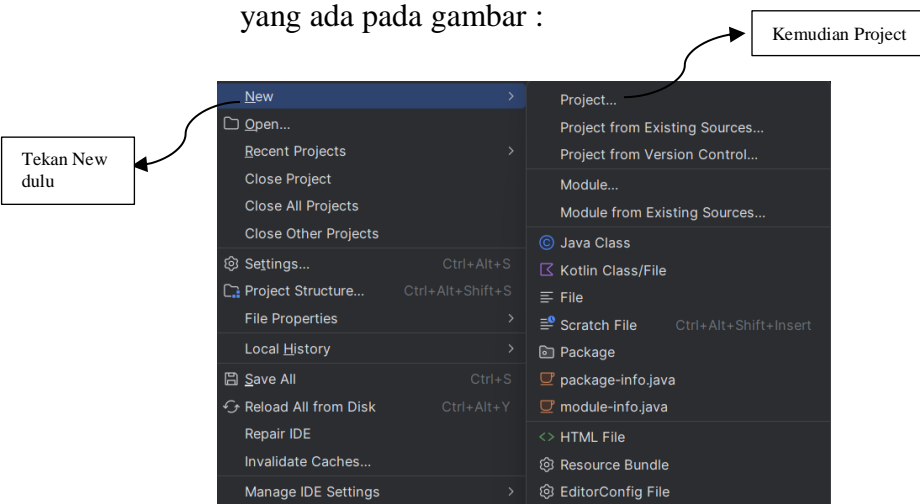 yang ada pada gambar :
Kemudian Project
Tekan New
dulu
New
Open...
Recent Projects
Close Project
Close All Projects
Close Other Projects
Settings... Ctrl+Alt+S
Project Structure... Ctrl+Alt+Shift+S
File Properties
Local History
Save All Ctrl+S
Reload All from Disk Ctrl+Alt+Y
Repair IDE
Invalidate Caches...
Manage IDE Settings
Project...
Project from Existing Sources...
Project from Version Control...
Module...
Module from Existing Sources...
Java Class
Kotlin Class/File
File
Scratch File Ctrl+Alt+Shift+Insert
Package
package-info.java
module-info.java
HTML File
Resource Bundle
EditorConfig File